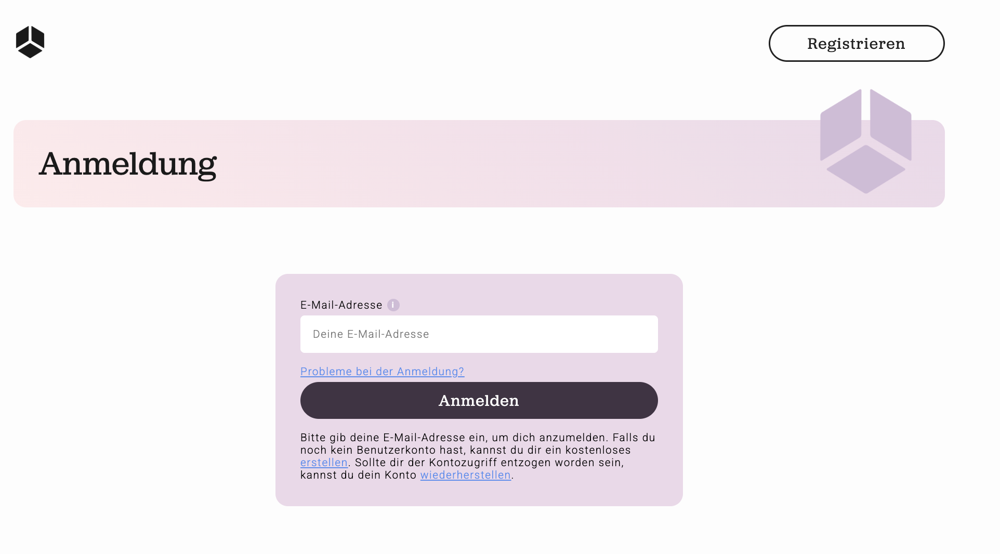 Registrieren
Anmeldung
E-Mail-Adresse i
Deine E-Mail-Adresse
Probleme bei der Anmeldung?
Anmelden
Bitte gib deine E-Mail-Adresse ein, um dich anzumelden. Falls du
noch kein Benutzerkonto hast, kannst du dir ein kostenloses
erstellen. Sollte dir der Kontozugriff entzogen worden sein,
kannst du dein Konto wiederherstellen.